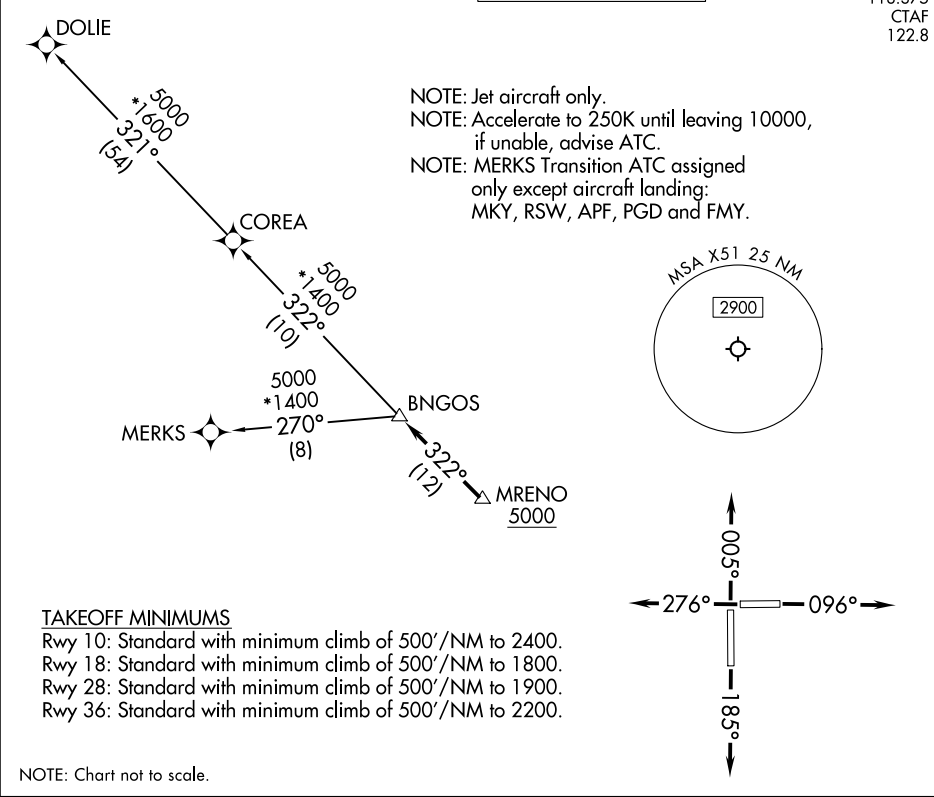 CTAF
122.8
DOLIE
5000
*1600
321°
(54)
NOTE: Jet aircraft only.
NOTE: Accelerate to 250K until leaving 10000,
if unable, advise ATC.
NOTE: MERKS Transition ATC assigned
only except aircraft landing:
MKY, RSW, APF, PGD and FMY.
COREA
5000
*1400
322°
(10)
MSA X51 25 NM
2900
5000
*1400
270°
(8)
MERKS
BNGOS
322°
(12)
MRENO
5000
005°
276°
096°
185°
TAKEOFF MINIMUMS
Rwy 10: Standard with minimum climb of 500'/NM to 2400.
Rwy 18: Standard with minimum climb of 500'/NM to 1800.
Rwy 28: Standard with minimum climb of 500'/NM to 1900.
Rwy 36: Standard with minimum climb of 500'/NM to 2200.
NOTE: Chart not to scale.